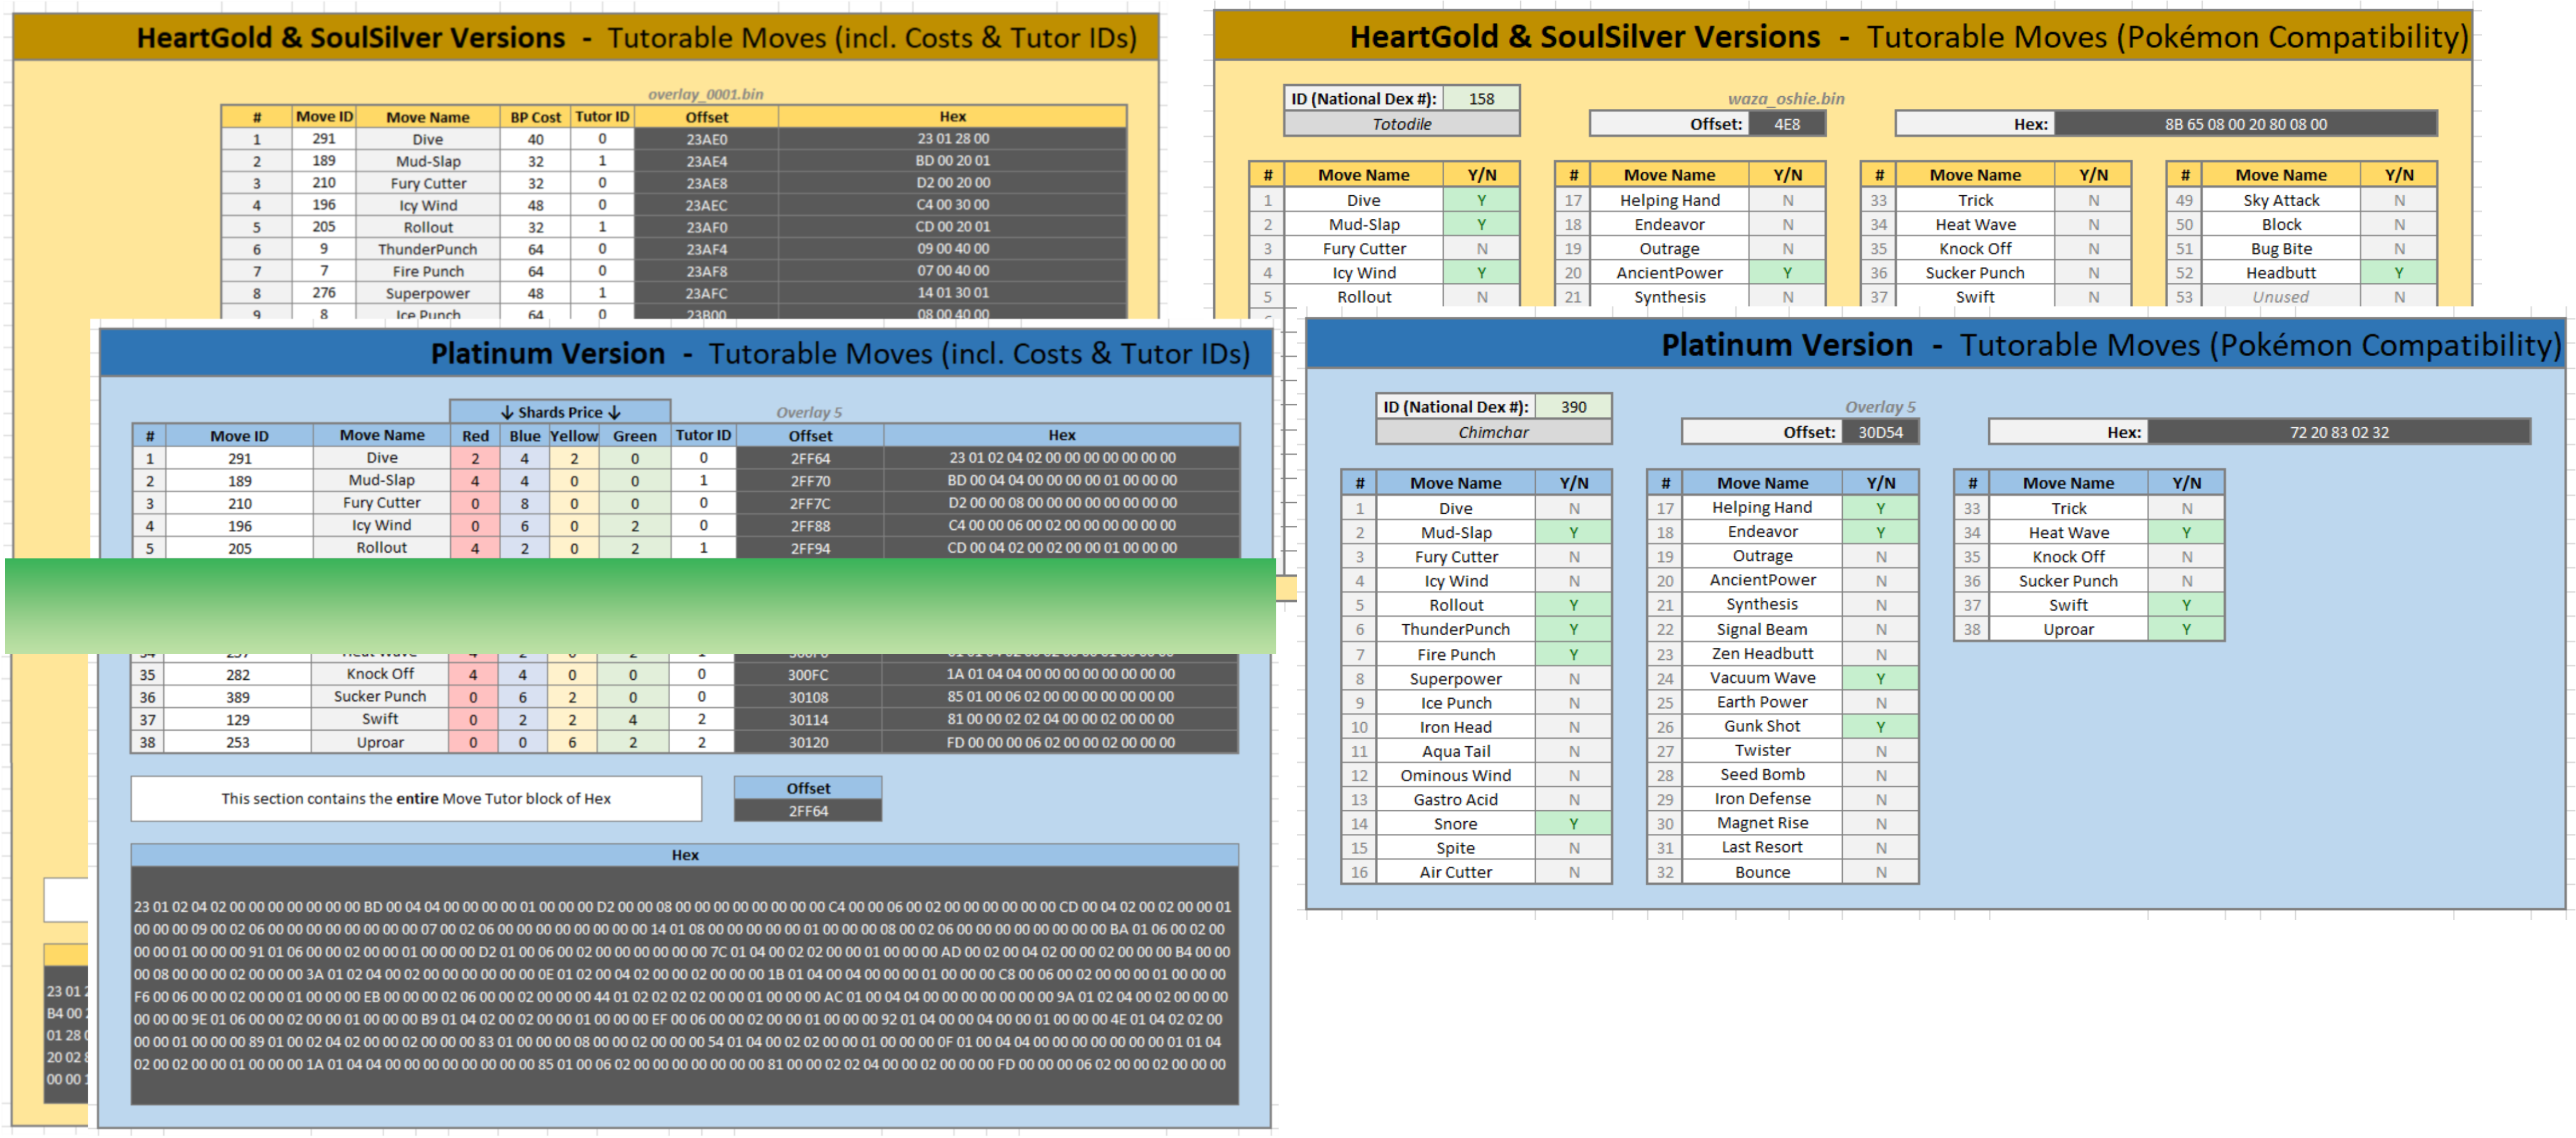 HeartGold & SoulSilver Versions - Tutorable Moves (incl. Costs & Tutor IDs)
overlay_0001.bin
# Move ID Move Name BP Cost Tutor ID Offset Hex
1 291 Dive 40 0 23AE0 23 01 28 00
2 189 Mud-Slap 32 1 23AE4 BD 00 20 01
3 210 Fury Cutter 32 0 23AE8 D2 00 20 00
4 196 Icy Wind 48 0 23AEC C4 00 30 00
5 205 Rollout 32 1 23AF0 CD 00 20 01
6 9 ThunderPunch 64 0 23AF4 09 00 40 00
7 7 Fire Punch 64 0 23AF8 07 00 40 00
8 276 Superpower 48 1 23AFC 14 01 30 01
9 8 Ice Punch 64 0 23B00 08 00 40 00
HeartGold & SoulSilver Versions - Tutorable Moves (Pokémon Compatibility)
ID (National Dex #): 158
Totodile
waza_oshie.bin
Offset: 4E8
Hex: 8B 65 08 00 20 80 08 00
# Move Name Y/N # Move Name Y/N # Move Name Y/N # Move Name Y/N
1 Dive Y 17 Helping Hand N 33 Trick N 49 Sky Attack N
2 Mud-Slap Y 18 Endeavor N 34 Heat Wave N 50 Block N
3 Fury Cutter N 19 Outrage N 35 Knock Off N 51 Bug Bite N
4 Icy Wind Y 20 AncientPower Y 36 Sucker Punch N 52 Headbutt Y
5 Rollout N 21 Synthesis N 37 Swift N 53 Unused N
Platinum Version - Tutorable Moves (incl. Costs & Tutor IDs)
↓ Shards Price ↓
Overlay 5
# Move ID Move Name Red Blue Yellow Green Tutor ID Offset Hex
1 291 Dive 2 4 2 0 0 2FF64 23 01 02 04 02 00 00 00 00 00 00 00
2 189 Mud-Slap 4 4 0 0 1 2FF70 BD 00 04 04 00 00 00 00 01 00 00 00
3 210 Fury Cutter 0 8 0 0 0 2FF7C D2 00 00 08 00 00 00 00 00 00 00 00
4 196 Icy Wind 0 6 0 2 0 2FF88 C4 00 00 06 00 02 00 00 00 00 00 00
5 205 Rollout 4 2 0 2 1 2FF94 CD 00 04 02 00 02 00 00 01 00 00 00
35 282 Knock Off 4 4 0 0 0 300FC 1A 01 04 04 00 00 00 00 00 00 00 00
36 389 Sucker Punch 0 6 2 0 0 30108 85 01 00 06 02 00 00 00 00 00 00 00
37 129 Swift 0 2 2 4 2 30114 81 00 00 02 02 04 00 00 02 00 00 00
38 253 Uproar 0 0 6 2 2 30120 FD 00 00 00 06 02 00 00 02 00 00 00
This section contains the entire Move Tutor block of Hex
Offset
2FF64
Hex
23 01 02 04 02 00 00 00 00 00 00 00 BD 00 04 04 00 00 00 00 01 00 00 00 D2 00 00 08 00 00 00 00 00 00 00 00 C4 00 00 06 00 02 00 00 00 00 00 00 CD 00 04 02 00 02 00 00 01
00 00 00 09 00 02 06 00 00 00 00 00 00 00 00 07 00 02 06 00 00 00 00 00 00 00 00 14 01 08 00 00 00 00 00 01 00 00 00 08 00 02 06 00 00 00 00 00 00 00 00 BA 01 06 00 02 00
00 00 01 00 00 00 91 01 06 00 00 02 00 00 01 00 00 00 D2 01 00 06 00 02 00 00 00 00 00 00 7C 01 04 00 02 02 00 00 01 00 00 00 AD 00 02 00 04 02 00 00 02 00 00 00 B4 00 00
00 08 00 00 00 02 00 00 00 3A 01 02 04 00 02 00 00 00 00 00 00 0E 01 02 00 04 02 00 00 02 00 00 00 1B 01 04 00 04 00 00 00 01 00 00 00 C8 00 06 00 02 00 00 00 01 00 00 00
F6 00 06 00 00 02 00 00 01 00 00 00 EB 00 00 00 02 06 00 00 02 00 00 00 44 01 02 02 02 02 00 00 01 00 00 00 AC 01 00 04 04 00 00 00 00 00 00 00 9A 01 02 04 00 02 00 00 00
00 00 00 9E 01 06 00 00 02 00 00 01 00 00 00 B9 01 04 02 00 02 00 00 01 00 00 00 EF 00 06 00 00 02 00 00 01 00 00 00 92 01 04 00 00 04 00 00 01 00 00 00 4E 01 04 02 02 00
00 00 01 00 00 00 89 01 00 02 04 02 00 00 02 00 00 00 83 01 00 00 00 08 00 00 02 00 00 00 54 01 04 00 02 02 00 00 01 00 00 00 0F 01 00 04 04 00 00 00 00 00 00 00 01 01 04
02 00 02 00 00 01 00 00 00 1A 01 04 04 00 00 00 00 00 00 00 00 85 01 00 06 02 00 00 00 00 00 00 00 81 00 00 02 02 04 00 00 02 00 00 00 FD 00 00 00 06 02 00 00 02 00 00 00
Platinum Version - Tutorable Moves (Pokémon Compatibility)
ID (National Dex #): 390
Chimchar
Overlay 5
Offset: 30D54
Hex: 72 20 83 02 32
# Move Name Y/N # Move Name Y/N # Move Name Y/N
1 Dive N 17 Helping Hand Y 33 Trick N
2 Mud-Slap Y 18 Endeavor Y 34 Heat Wave Y
3 Fury Cutter N 19 Outrage N 35 Knock Off N
4 Icy Wind N 20 AncientPower N 36 Sucker Punch N
5 Rollout Y 21 Synthesis N 37 Swift Y
6 ThunderPunch Y 22 Signal Beam N 38 Uproar Y
7 Fire Punch Y 23 Zen Headbutt N
8 Superpower N 24 Vacuum Wave Y
9 Ice Punch N 25 Earth Power N
10 Iron Head N 26 Gunk Shot Y
11 Aqua Tail N 27 Twister N
12 Ominous Wind N 28 Seed Bomb N
13 Gastro Acid N 29 Iron Defense N
14 Snore Y 30 Magnet Rise N
15 Spite N 31 Last Resort N
16 Air Cutter N 32 Bounce N
23 01
B4 00
01 28
20 02
00 00